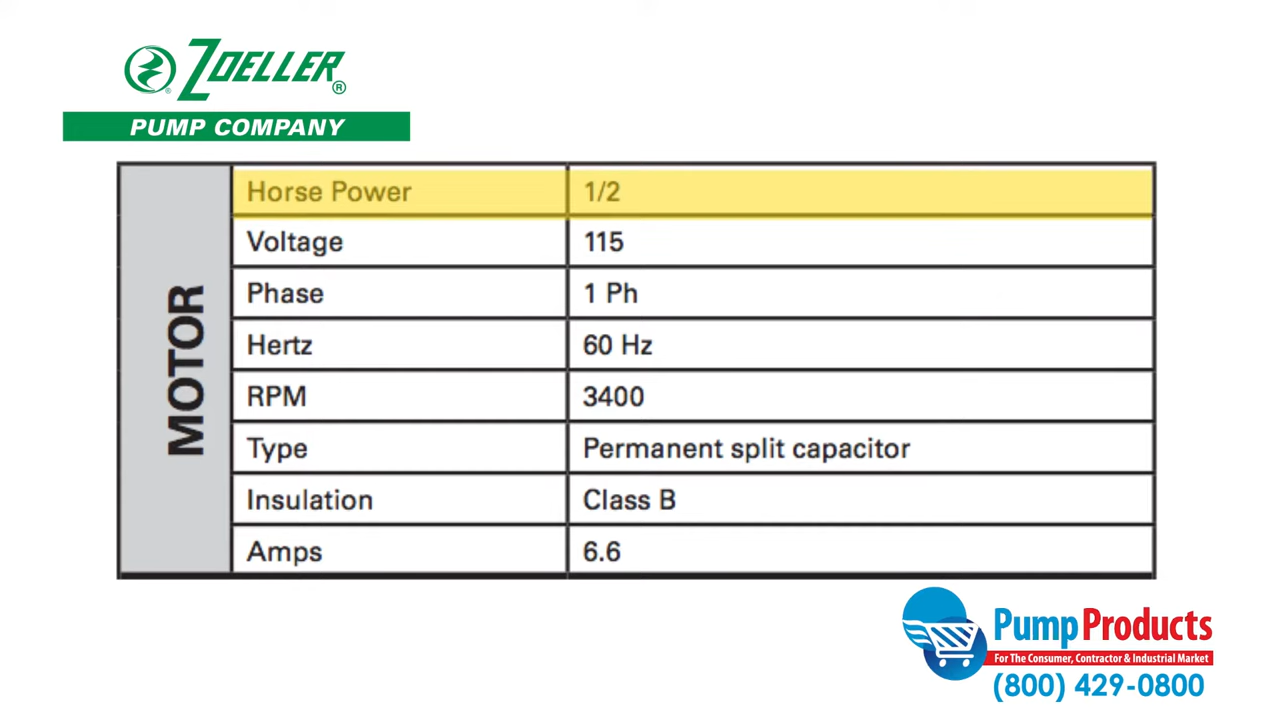 ZOELLER®
PUMP COMPANY
MOTOR
Horse Power 1/2
Voltage 115
Phase 1 Ph
Hertz 60 Hz
RPM 3400
Type Permanent split capacitor
Insulation Class B
Amps 6.6
Pump Products
For The Consumer, Contractor & Industrial Market
(800) 429-0800